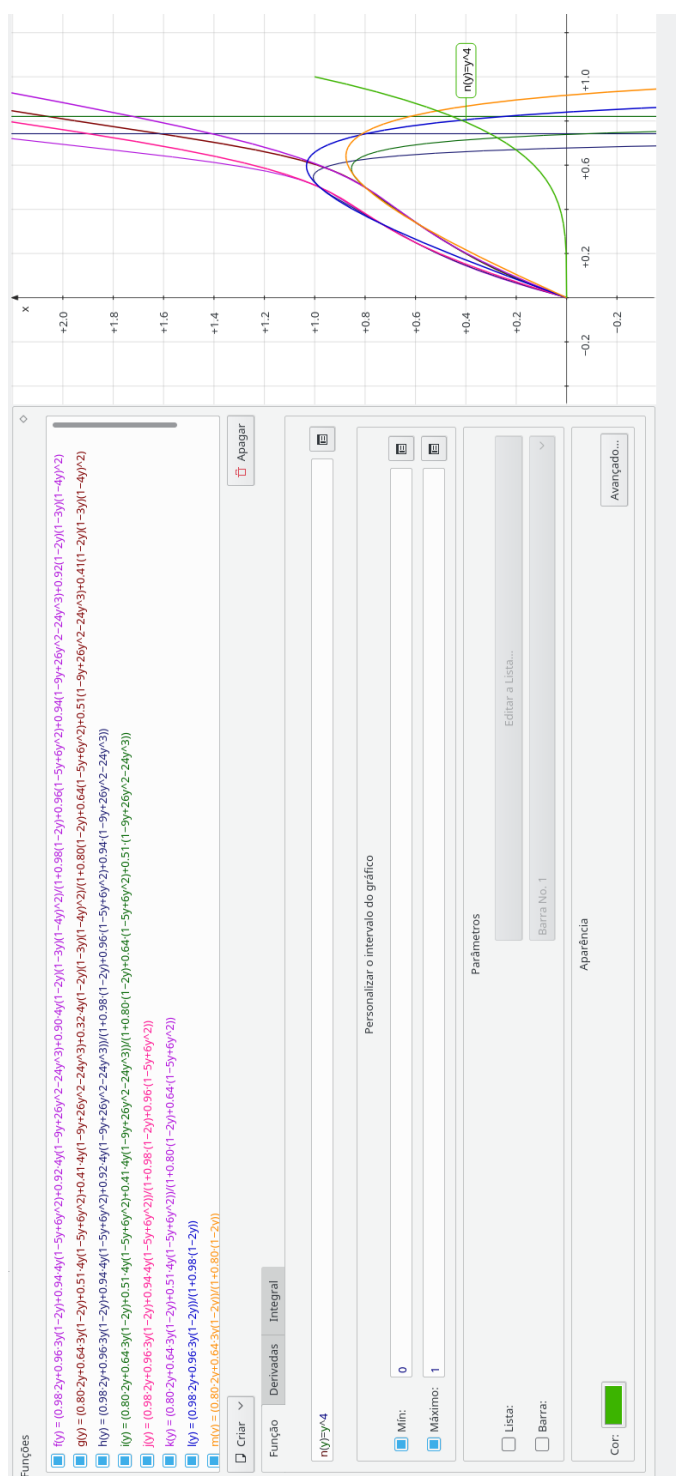 Funções
f(y) = (0.98·2y+0.96·3y(1−2y)+0.94·4y(1−5y+6y^2)+0.92·4y(1−9y+26y^2−24y^3)+0.90·4y(1−2y)(1−3y)(1−4y)^2)/(1+0.98(1−2y)+0.96(1−5y+6y^2)+0.94(1−9y+26y^2−24y^3)+0.92(1−2y)(1−3y)(1−4y)^2)
g(y) = (0.80·2y+0.64·3y(1−2y)+0.51·4y(1−5y+6y^2)+0.41·4y(1−9y+26y^2−24y^3)+0.32·4y(1−2y)(1−3y)(1−4y)^2)/(1+0.80(1−2y)+0.64(1−5y+6y^2)+0.51(1−9y+26y^2−24y^3)+0.41(1−2y)(1−3y)(1−4y)^2)
h(y) = (0.98·2y+0.96·3y(1−2y)+0.94·4y(1−5y+6y^2)+0.92·4y(1−9y+26y^2−24y^3))/(1+0.98·(1−2y)+0.96·(1−5y+6y^2)+0.94·(1−9y+26y^2−24y^3))
i(y) = (0.80·2y+0.64·3y(1−2y)+0.51·4y(1−5y+6y^2)+0.41·4y(1−9y+26y^2−24y^3))/(1+0.80·(1−2y)+0.64·(1−5y+6y^2)+0.51·(1−9y+26y^2−24y^3))
j(y) = (0.98·2y+0.96·3y(1−2y)+0.94·4y(1−5y+6y^2))/(1+0.98·(1−2y)+0.96·(1−5y+6y^2))
k(y) = (0.80·2y+0.64·3y(1−2y)+0.51·4y(1−5y+6y^2))/(1+0.80·(1−2y)+0.64·(1−5y+6y^2))
l(y) = (0.98·2y+0.96·3y(1−2y))/(1+0.98·(1−2y))
m(y) = (0.80·2y+0.64·3y(1−2y))/(1+0.80·(1−2y))
Criar
Apagar
Função Derivadas Integral
n(y)=y^4
Personalizar o intervalo do gráfico
Mín: 0
Máximo: 1
Parâmetros
Lista: Editar a Lista...
Barra: Barra No. 1
Aparência
Cor:
Avançado...
x
+2.0
+1.8
+1.6
+1.4
+1.2
+1.0
+0.8
+0.6
+0.4
+0.2
−0.2
−0.2
+0.2
+0.6
+1.0
n(y)=y^4